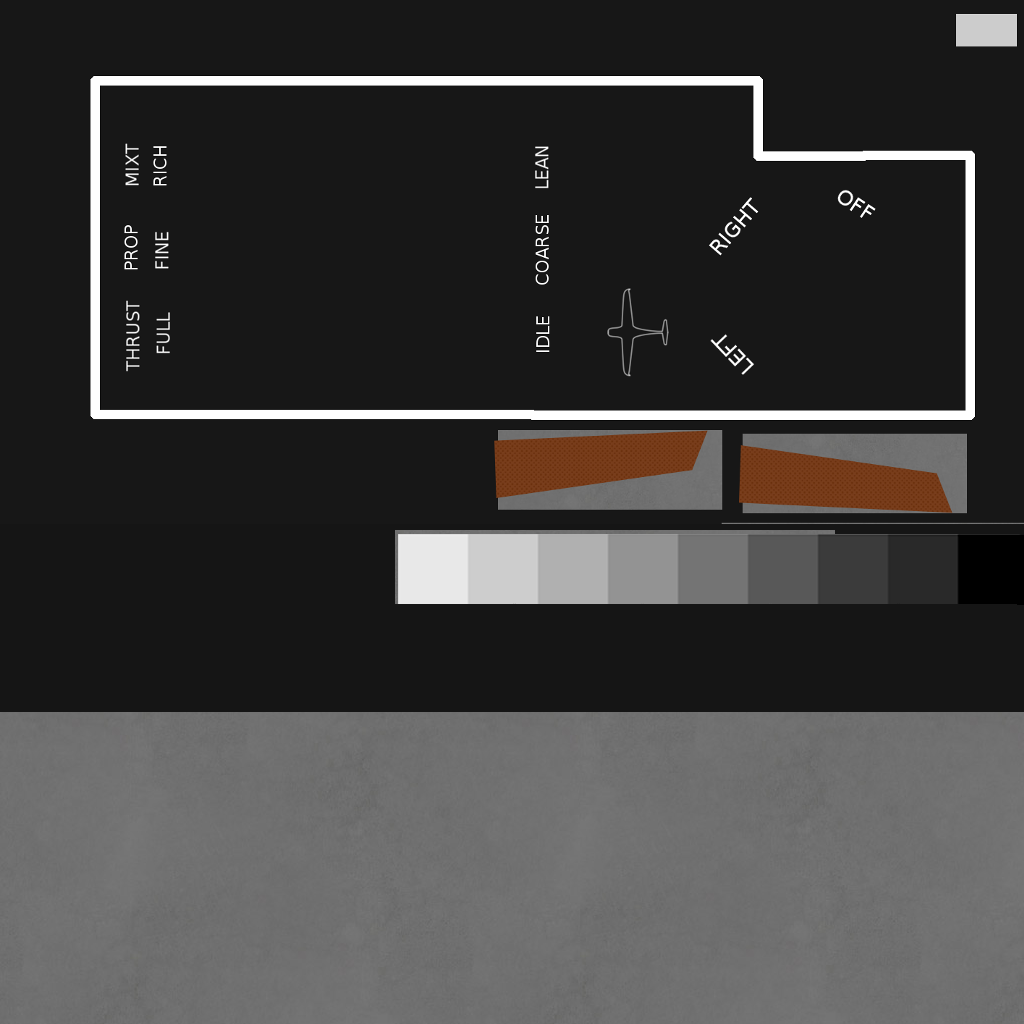 MIXT
RICH
LEAN
PROP
FINE
COARSE
THRUST
FULL
IDLE
RIGHT
OFF
LEFT